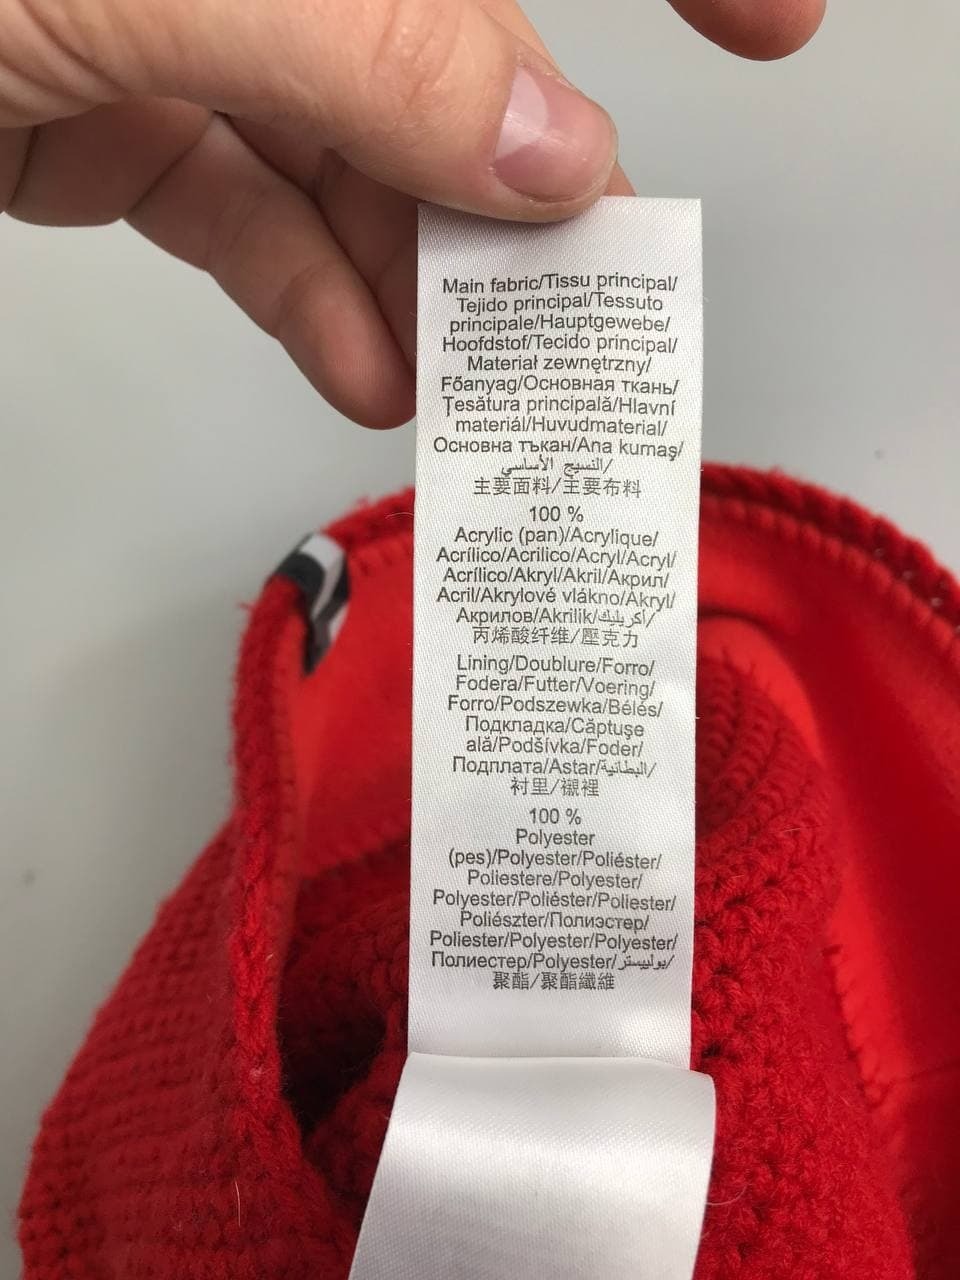 Main fabric/Tissu principal/
Tejido principal/Tessuto
principale/Hauptgewebe/
Hoofdstof/Tecido principal/
Materiał zewnętrzny/
Főanyag/Основная ткань/
Țesătura principală/Hlavní
materiál/Huvudmaterial/
Основна тъкан/Ana kumaş/
النسيج الأساسي/
主要面料/主要布料
100 %
Acrylic (pan)/Acrylique/
Acrílico/Acrilico/Acryl/Acryl/
Acrílico/Akryl/Akril/Акрил/
Acril/Akrylové vlákno/Akryl/
Акрилов/Akrilik/أكريليك/
丙烯酸纤维/壓克力
Lining/Doublure/Forro/
Fodera/Futter/Voering/
Forro/Podszewka/Bélés/
Подкладка/Căptuşe
ală/Podšívka/Foder/
Подплата/Astar/البطانية/
衬里/襯裡
100 %
Polyester
(pes)/Polyester/Poliéster/
Poliestere/Polyester/
Polyester/Poliéster/Poliester/
Poliészter/Полиэстер/
Poliester/Polyester/Polyester/
Полиестер/Polyester/بوليستر/
聚酯/聚酯纖維